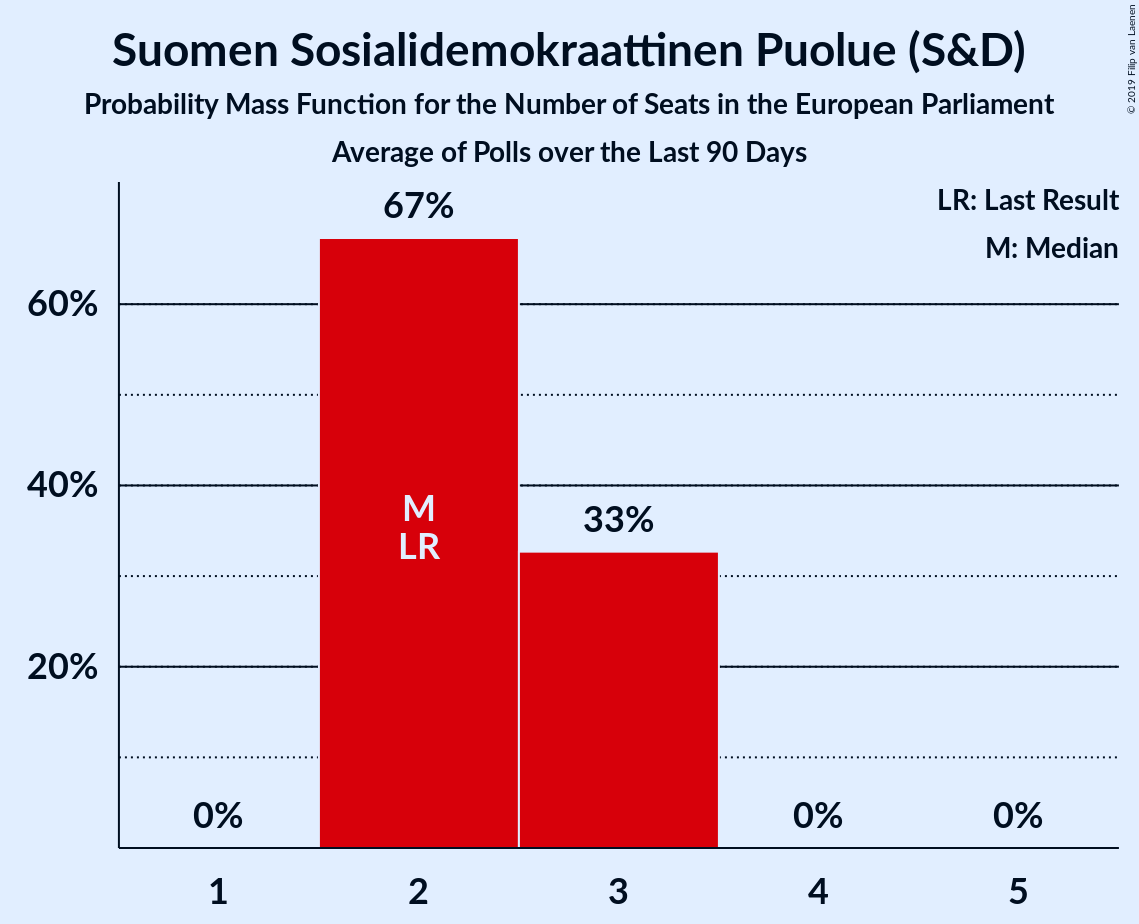 Suomen Sosialidemokraattinen Puolue (S&D)
Probability Mass Function for the Number of Seats in the European Parliament
Average of Polls over the Last 90 Days
© 2019 Filip van Laenen
LR: Last Result
M: Median
67%
60%
40%
M
LR
33%
20%
0%
0%
0%
1
2
3
4
5